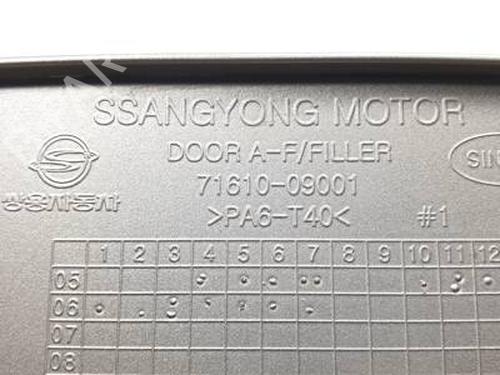 SSANGYONG MOTOR
DOOR A-F/FILLER
71610-09001
쌍용자동차
>PA6-T40<
#1
1 2 3 4 5 6 7 8 9 10 11 12
05
06
07
08